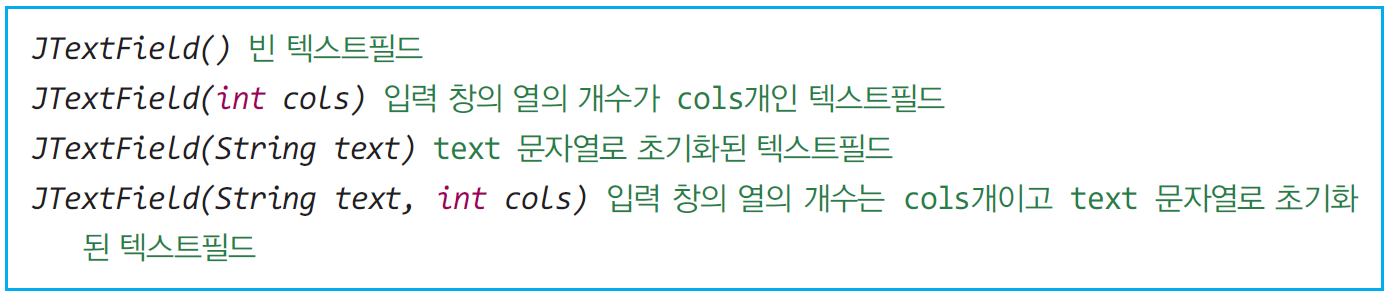 JTextField() 빈 텍스트필드
JTextField(int cols) 입력 창의 열의 개수가 cols개인 텍스트필드
JTextField(String text) text 문자열로 초기화된 텍스트필드
JTextField(String text, int cols) 입력 창의 열의 개수는 cols개이고 text 문자열로 초기화
된 텍스트필드